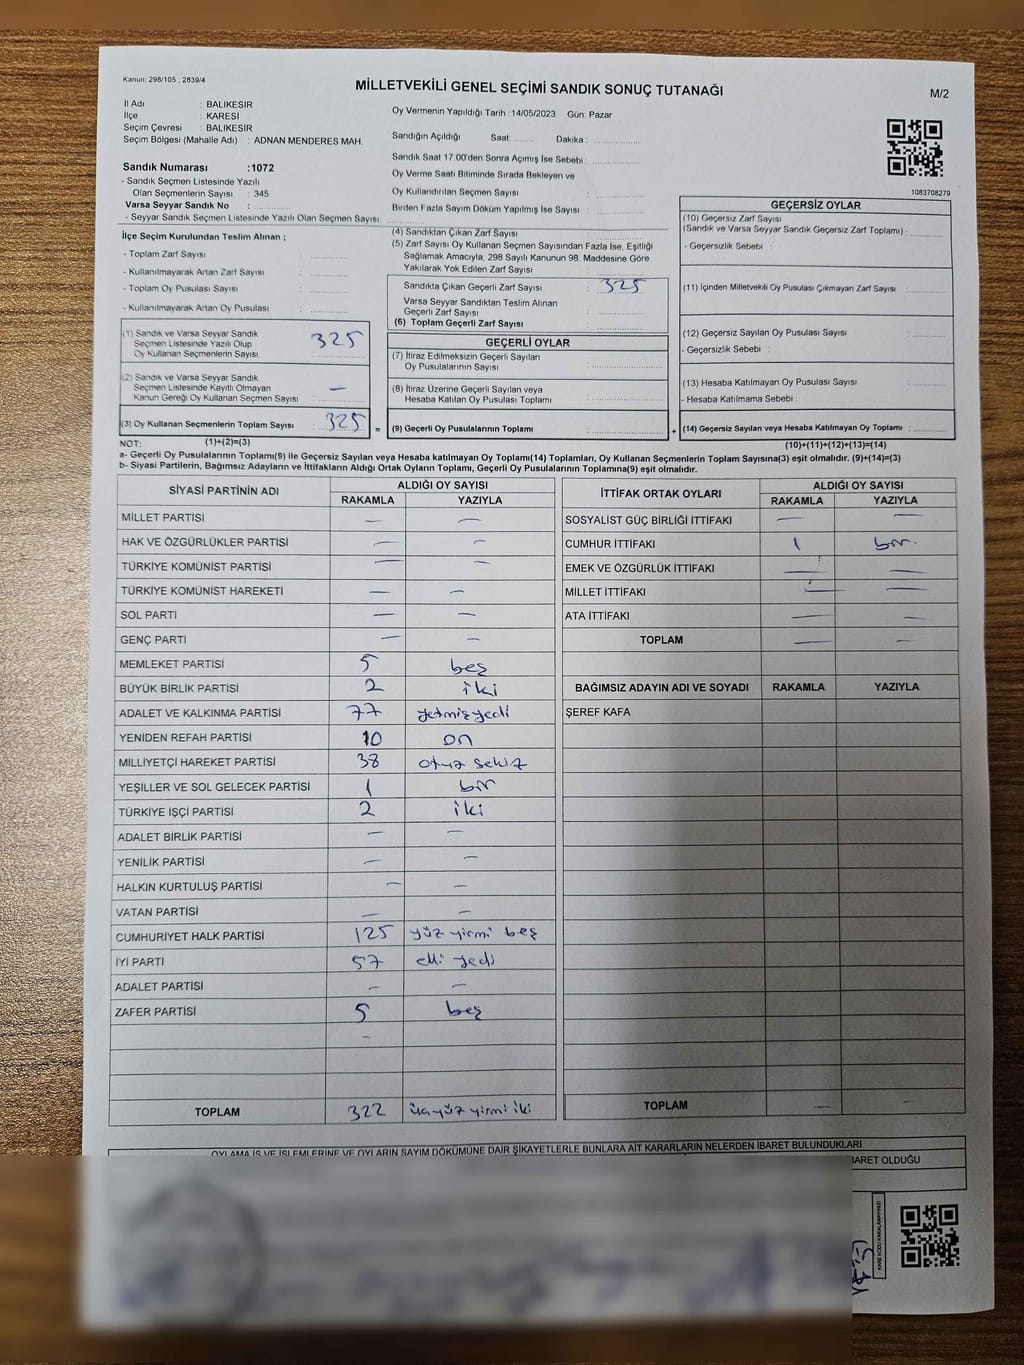 Kanun: 298/105 , 2839/4
MİLLETVEKİLİ GENEL SEÇİMİ SANDIK SONUÇ TUTANAĞI
M/2
İl Adı : BALIKESİR
İlçe : KARESİ
Seçim Çevresi : BALIKESİR
Seçim Bölgesi (Mahalle Adı) : ADNAN MENDERES MAH.
Sandık Numarası :1072
- Sandık Seçmen Listesinde Yazılı
Olan Seçmenlerin Sayısı : 345
Varsa Seyyar Sandık No :
- Seyyar Sandık Seçmen Listesinde Yazılı Olan Seçmen Sayısı:
Oy Vermenin Yapıldığı Tarih :14/05/2023 Gün: Pazar
Sandığın Açıldığı Saat: Dakika :
Sandık Saat 17:00'den Sonra Açımış İse Sebebi :
Oy Verme Saati Bitiminde Sırada Bekleyen ve
Oy Kullandırılan Seçmen Sayısı :
Birden Fazla Sayım Döküm Yapılmış İse Sayısı :
1083708279
İlçe Seçim Kurulundan Teslim Alınan ;
- Toplam Zarf Sayısı :
- Kullanılmayarak Artan Zarf Sayısı :
- Toplam Oy Pusulası Sayısı :
- Kullanılmayarak Artan Oy Pusulası :
(1) Sandık ve Varsa Seyyar Sandık
Seçmen Listesinde Yazılı Olup
Oy Kullanan Seçmenlerin Sayısı : 325
(2) Sandık ve Varsa Seyyar Sandık
Seçmen Listesinde Kayıtlı Olmayan
Kanun Gereği Oy Kullanan Seçmen Sayısı : —
(3) Oy Kullanan Seçmenlerin Toplam Sayısı : 325
(1)+(2)=(3)
(4) Sandıktan Çıkan Zarf Sayısı :
(5) Zarf Sayısı Oy Kullanan Seçmen Sayısından Fazla İse, Eşitliği
Sağlamak Amacıyla, 298 Sayılı Kanunun 98. Maddesine Göre
Yakılarak Yok Edilen Zarf Sayısı :
Sandıkta Çıkan Geçerli Zarf Sayısı : 325
Varsa Seyyar Sandıktan Teslim Alınan
Geçerli Zarf Sayısı :
(6) Toplam Geçerli Zarf Sayısı :
GEÇERLİ OYLAR
(7) İtiraz Edilmeksizin Geçerli Sayılan
Oy Pusulalarının Sayısı :
(8) İtiraz Üzerine Geçerli Sayılan veya
Hesaba Katılan Oy Pusulası Toplamı :
= (9) Geçerli Oy Pusulalarının Toplamı :
GEÇERSİZ OYLAR
(10) Geçersiz Zarf Sayısı
(Sandık ve Varsa Seyyar Sandık Geçersiz Zarf Toplamı) :
- Geçersizlik Sebebi :
(11) İçinden Milletvekili Oy Pusulası Çıkmayan Zarf Sayısı :
(12) Geçersiz Sayılan Oy Pusulası Sayısı :
- Geçersizlik Sebebi :
(13) Hesaba Katılmayan Oy Pusulası Sayısı :
- Hesaba Katılmama Sebebi :
+ (14) Geçersiz Sayılan veya Hesaba Katılmayan Oy Toplamı :
(10)+(11)+(12)+(13)=(14)
NOT:
a- Geçerli Oy Pusulalarının Toplamı(9) ile Geçersiz Sayılan veya Hesaba katılmayan Oy Toplamı(14) Toplamları, Oy Kullanan Seçmenlerin Toplam Sayısına(3) eşit olmalıdır. (9)+(14)=(3)
b- Siyasi Partilerin, Bağımsız Adayların ve İttifakların Aldığı Ortak Oyların Toplamı, Geçerli Oy Pusulalarının Toplamına(9) eşit olmalıdır.
SİYASİ PARTİNİN ADI ALDIĞI OY SAYISI
RAKAMLA YAZIYLA
MİLLET PARTİSİ — —
HAK VE ÖZGÜRLÜKLER PARTİSİ — —
TÜRKİYE KOMÜNİST PARTİSİ — —
TÜRKİYE KOMÜNİST HAREKETİ — —
SOL PARTİ — —
GENÇ PARTİ — —
MEMLEKET PARTİSİ 5 beş
BÜYÜK BİRLİK PARTİSİ 2 iki
ADALET VE KALKINMA PARTİSİ 77 yetmişyedi
YENİDEN REFAH PARTİSİ 10 on
MİLLİYETÇİ HAREKET PARTİSİ 38 otuz sekiz
YEŞİLLER VE SOL GELECEK PARTİSİ 1 bir
TÜRKİYE İŞÇİ PARTİSİ 2 iki
ADALET BİRLİK PARTİSİ — —
YENİLİK PARTİSİ — —
HALKIN KURTULUŞ PARTİSİ — —
VATAN PARTİSİ — —
CUMHURİYET HALK PARTİSİ 125 yüz yirmi beş
İYİ PARTİ 57 elli yedi
ADALET PARTİSİ — —
ZAFER PARTİSİ 5 beş
—
TOPLAM 322 üçyüz yirmi iki
İTTİFAK ORTAK OYLARI ALDIĞI OY SAYISI
RAKAMLA YAZIYLA
SOSYALİST GÜÇ BİRLİĞİ İTTİFAKI — —
CUMHUR İTTİFAKI 1 bir.
EMEK VE ÖZGÜRLÜK İTTİFAKI — —
MİLLET İTTİFAKI — —
ATA İTTİFAKI — —
TOPLAM — —
BAĞIMSIZ ADAYIN ADI VE SOYADI RAKAMLA YAZIYLA
ŞEREF KAFA
TOPLAM — —
OYLAMA İŞ VE İŞLEMLERİNE VE OYLARIN SAYIM DÖKÜMÜNE DAİR ŞİKAYETLERLE BUNLARA AİT KARARLARIN NELERDEN İBARET BULUNDUKLARI
İBARET OLDUĞU